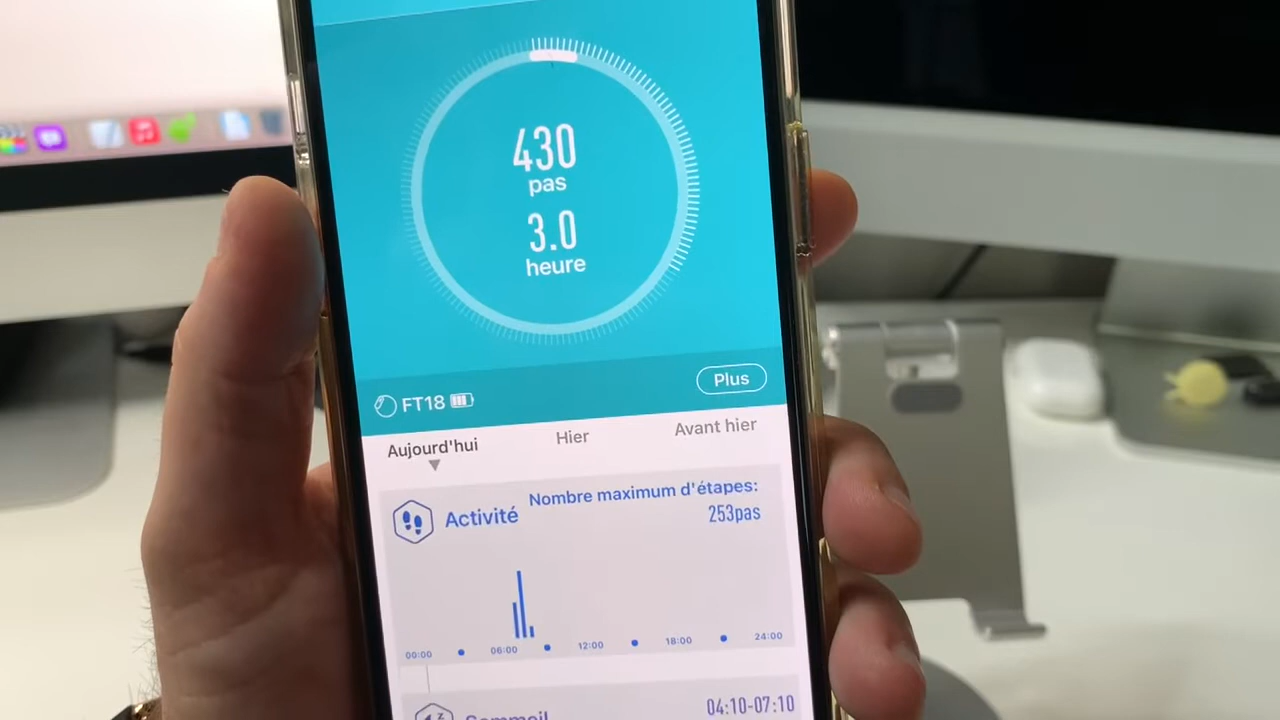 430
pas
3.0
heure
FT18
Plus
Aujourd'hui
Hier
Avant hier
Activité
Nombre maximum d'étapes:
253pas
00:00
06:00
12:00
18:00
24:00
Sommeil
04:10-07:10